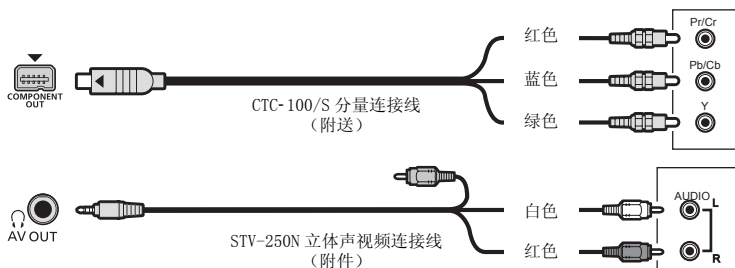 红色
Pr/Cr
蓝色
Pb/Cb
COMPONENT
OUT
CTC-100/S 分量连接线
（附送）
绿色
Y
AUDIO
L
白色
AV OUT
STV-250N 立体声视频连接线
（附件）
红色
R